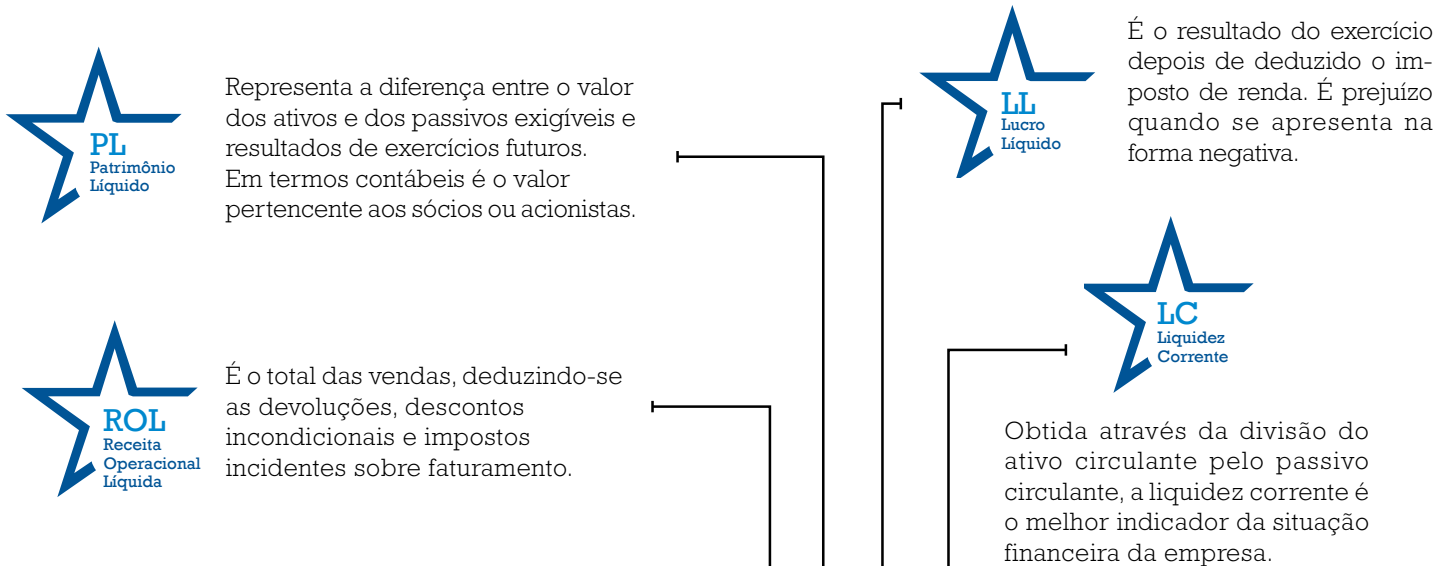 PL
Patrimônio
Líquido
Representa a diferença entre o valor
dos ativos e dos passivos exigíveis e
resultados de exercícios futuros.
Em termos contábeis é o valor
pertencente aos sócios ou acionistas.
ROL
Receita
Operacional
Líquida
É o total das vendas, deduzindo-se
as devoluções, descontos
incondicionais e impostos
incidentes sobre faturamento.
LL
Lucro
Líquido
É o resultado do exercício
depois de deduzido o im-
posto de renda. É prejuízo
quando se apresenta na
forma negativa.
LC
Liquidez
Corrente
Obtida através da divisão do
ativo circulante pelo passivo
circulante, a liquidez corrente é
o melhor indicador da situação
financeira da empresa.